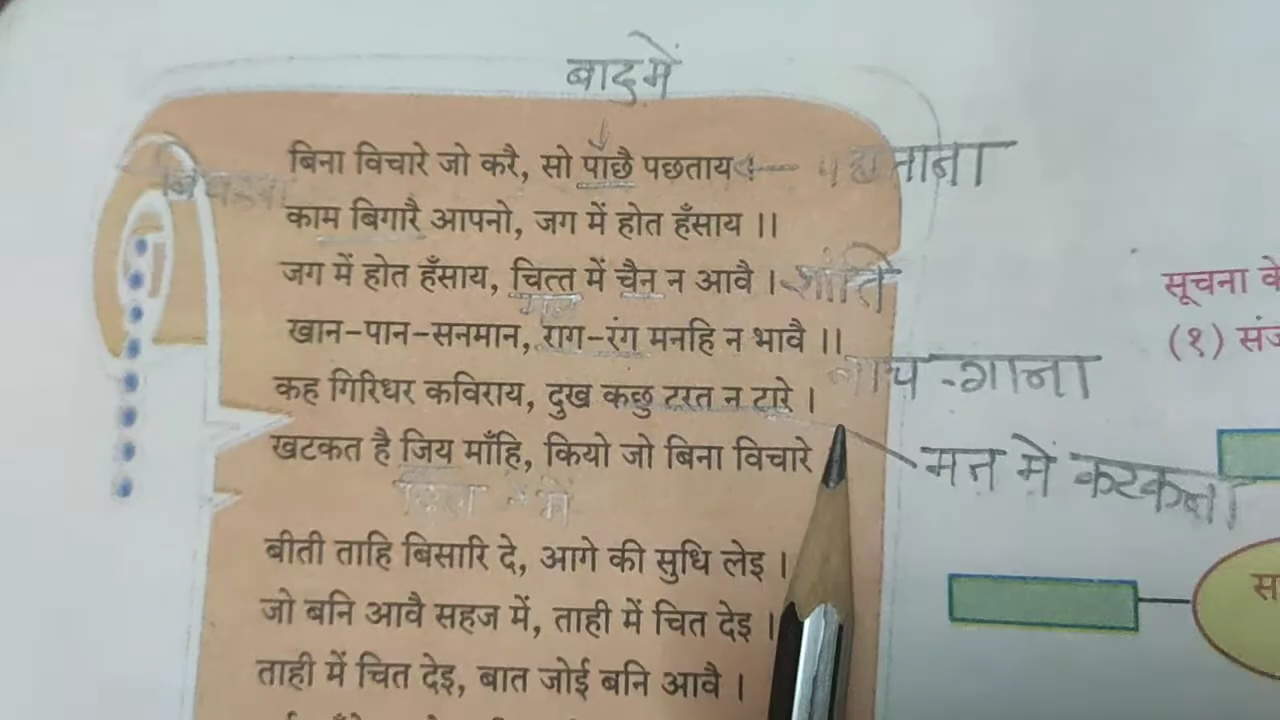 बादमें
बिना विचारे जो करै, सो पाछै पछताय
काम बिगारै आपनो, जग में होत हँसाय ।।
जग में होत हँसाय, चित्त में चैन न आवै । शांति
खान-पान-सनमान, राग-रंग मनहि न भावै ।।
नाच-गाना
कह गिरिधर कविराय, दुख कछु टरत न टारे ।
खटकत है जिय माँहि, कियो जो बिना विचारे
मन में
बीती ताहि बिसारि दे, आगे की सुधि लेइ ।
जो बनि आवै सहज में, ताही में चित देइ ।
ताही में चित देइ, बात जोई बनि आवै ।
सूचना के
(१)